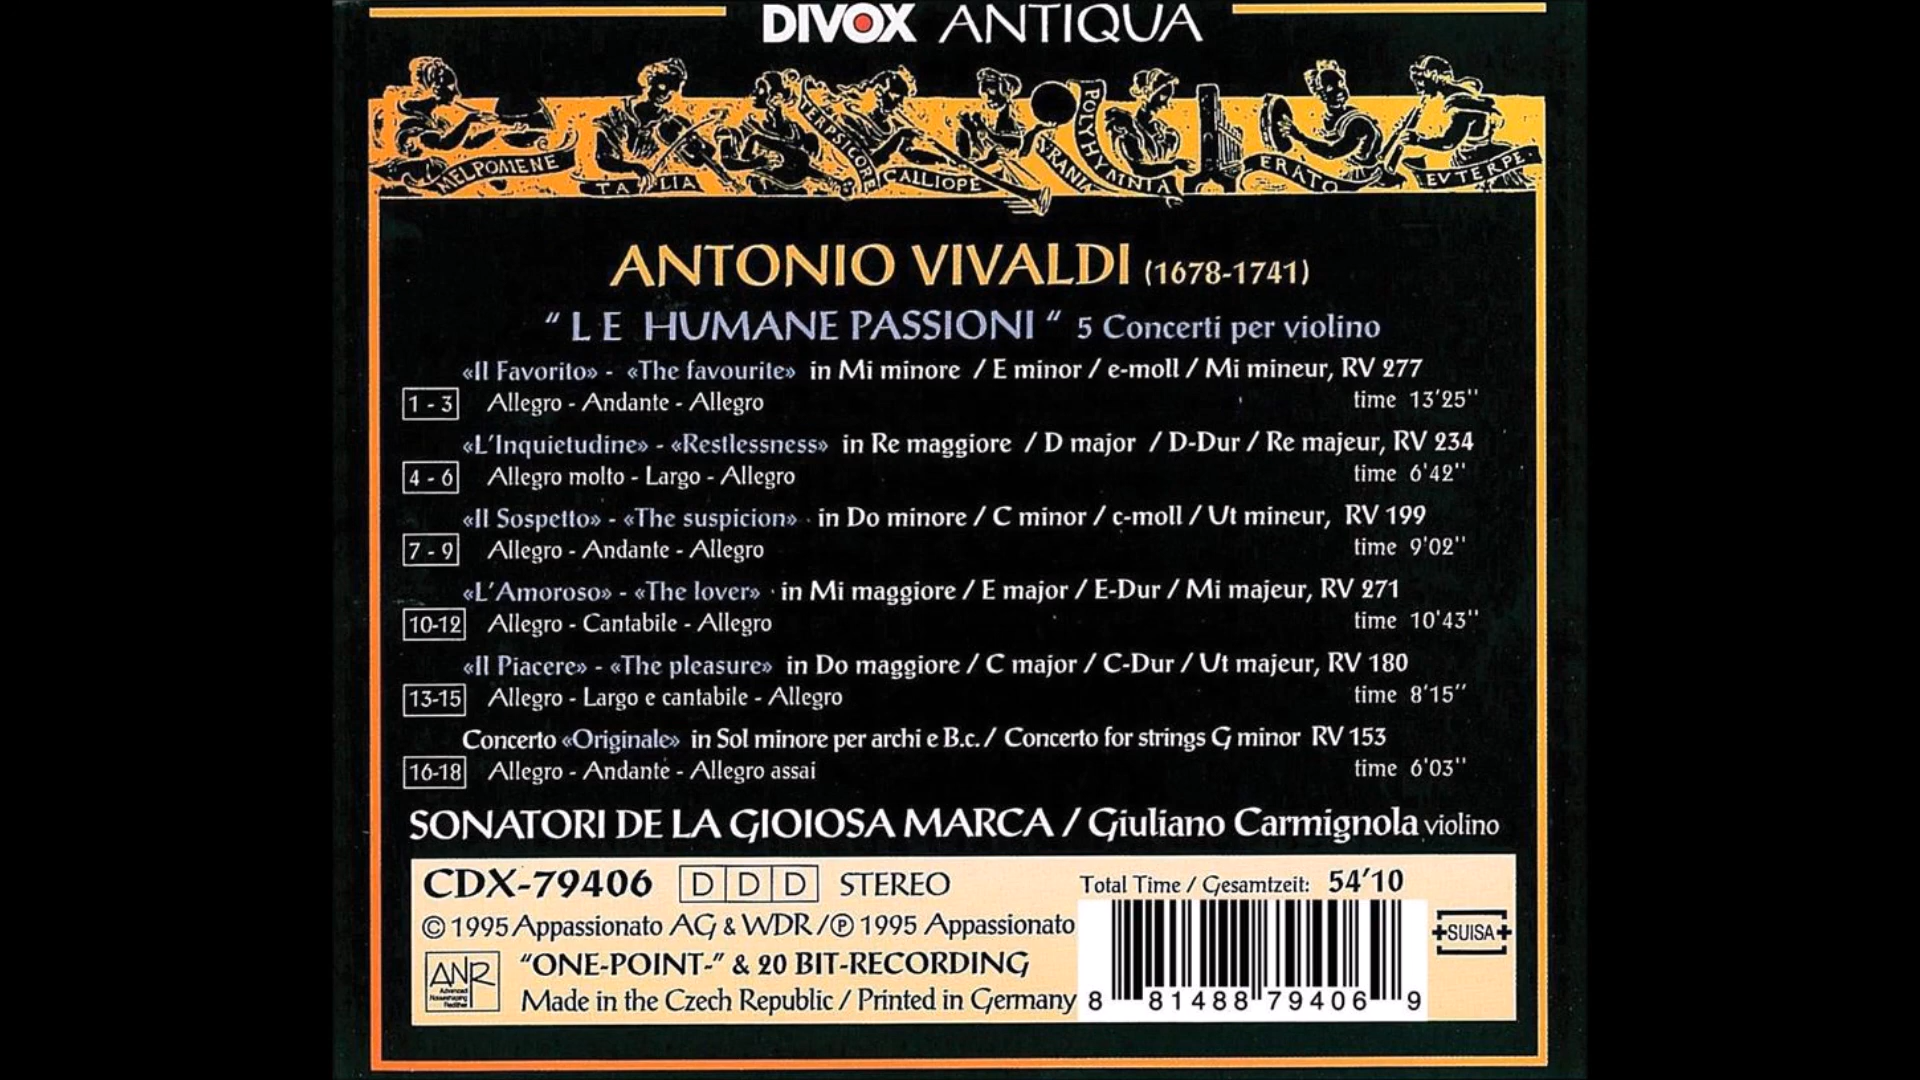 DIVOX ANTIQUA
MELPOMENE
TALIA
TERPSICORE
CALLIOPE
VRANIA
POLYHYMNIA
ERATO
EVTERPE
ANTONIO VIVALDI (1678-1741)
" LE HUMANE PASSIONI " 5 Concerti per violino
«Il Favorito» - «The favourite» in Mi minore / E minor / e-moll / Mi mineur, RV 277
1 - 3 Allegro - Andante - Allegro time 13'25''
«L'Inquietudine» - «Restlessness» in Re maggiore / D major / D-Dur / Re majeur, RV 234
4 - 6 Allegro molto - Largo - Allegro time 6'42''
«Il Sospetto» - «The suspicion» in Do minore / C minor / c-moll / Ut mineur, RV 199
7 - 9 Allegro - Andante - Allegro time 9'02''
«L'Amoroso» - «The lover» in Mi maggiore / E major / E-Dur / Mi majeur, RV 271
10-12 Allegro - Cantabile - Allegro time 10'43''
«Il Piacere» - «The pleasure» in Do maggiore / C major / C-Dur / Ut majeur, RV 180
13-15 Allegro - Largo e cantabile - Allegro time 8'15''
Concerto «Originale» in Sol minore per archi e B.c. / Concerto for strings G minor RV 153
16-18 Allegro - Andante - Allegro assai time 6'03''
SONATORI DE LA GIOIOSA MARCA / Giuliano Carmignola violino
CDX-79406 DDD STEREO Total Time / Gesamtzeit: 54'10
© 1995 Appassionato AG & WDR / ℗ 1995 Appassionato
+SUISA+
ANR "ONE-POINT-" & 20 BIT-RECORDING
Advanced
Noiseshaping
Redither
Made in the Czech Republic / Printed in Germany
8 81488 79406 9